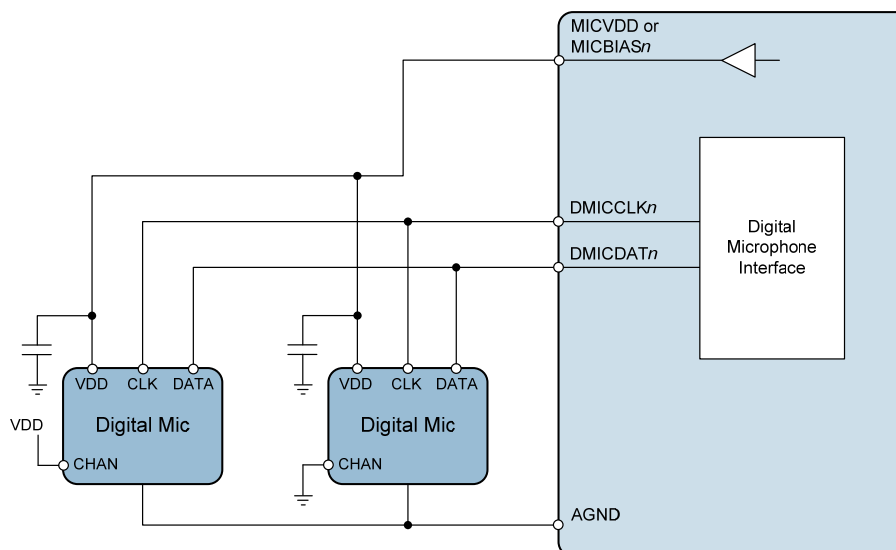 MICVDD or
MICBIASn
DMICCLKn
DMICDATn
Digital
Microphone
Interface
VDD CLK DATA
Digital Mic
VDD
CHAN
VDD CLK DATA
Digital Mic
CHAN
AGND